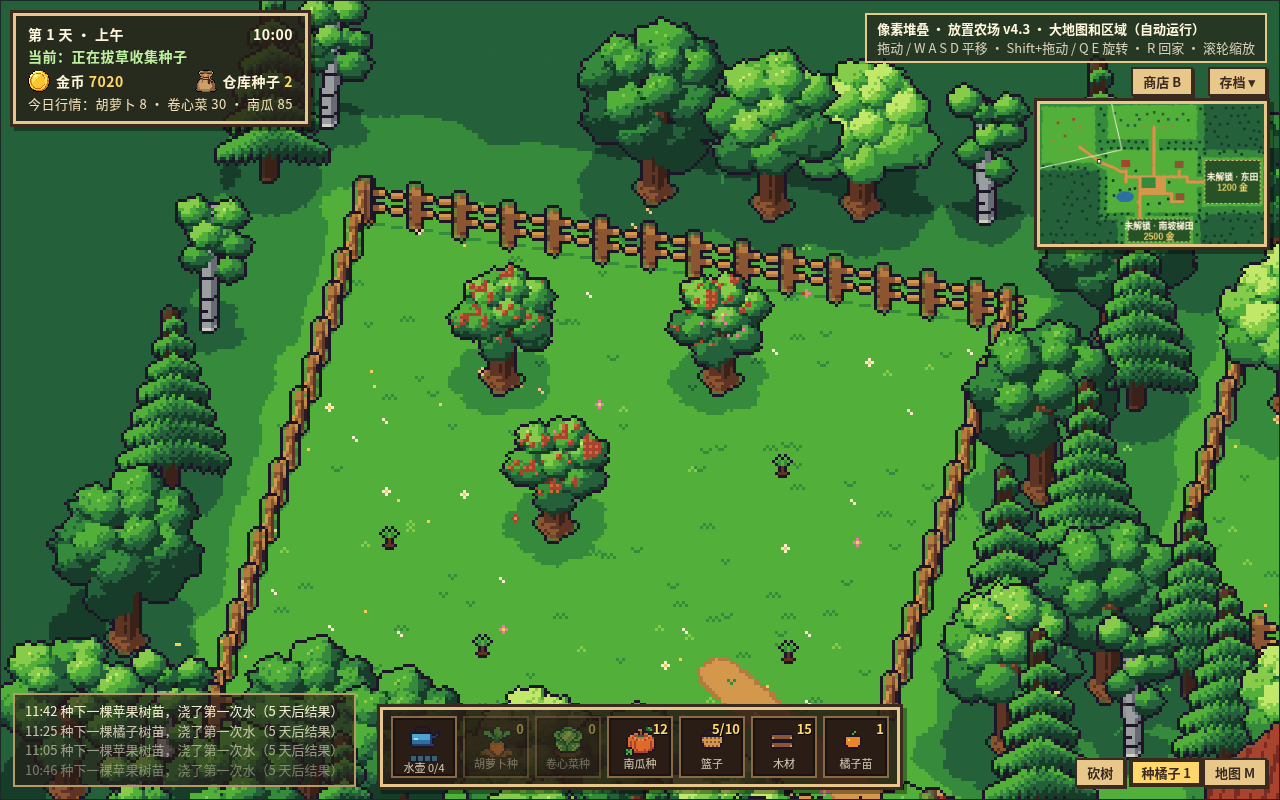 第 1 天 · 上午 10:00
当前: 正在拔草收集种子
金币 7020 仓库种子 2
今日行情: 胡萝卜 8 · 卷心菜 30 · 南瓜 85
像素堆叠 · 放置农场 v4.3 · 大地图和区域（自动运行）
拖动 / W A S D 平移 · Shift+拖动 / Q E 旋转 · R 回家 · 滚轮缩放
商店 B
存档 ▾
未解锁 · 东田
1200 金
未解锁 · 南坡梯田
2500 金
11:42 种下一棵苹果树苗，浇了第一次水（5 天后结果）
11:25 种下一棵橘子树苗，浇了第一次水（5 天后结果）
11:05 种下一棵苹果树苗，浇了第一次水（5 天后结果）
10:46 种下一棵苹果树苗，浇了第一次水（5 天后结果）
水壶 0/4
0 胡萝卜种
0 卷心菜种
12 南瓜种
5/10 篮子
15 木材
1 橘子苗
砍树
种橘子 1
地图 M